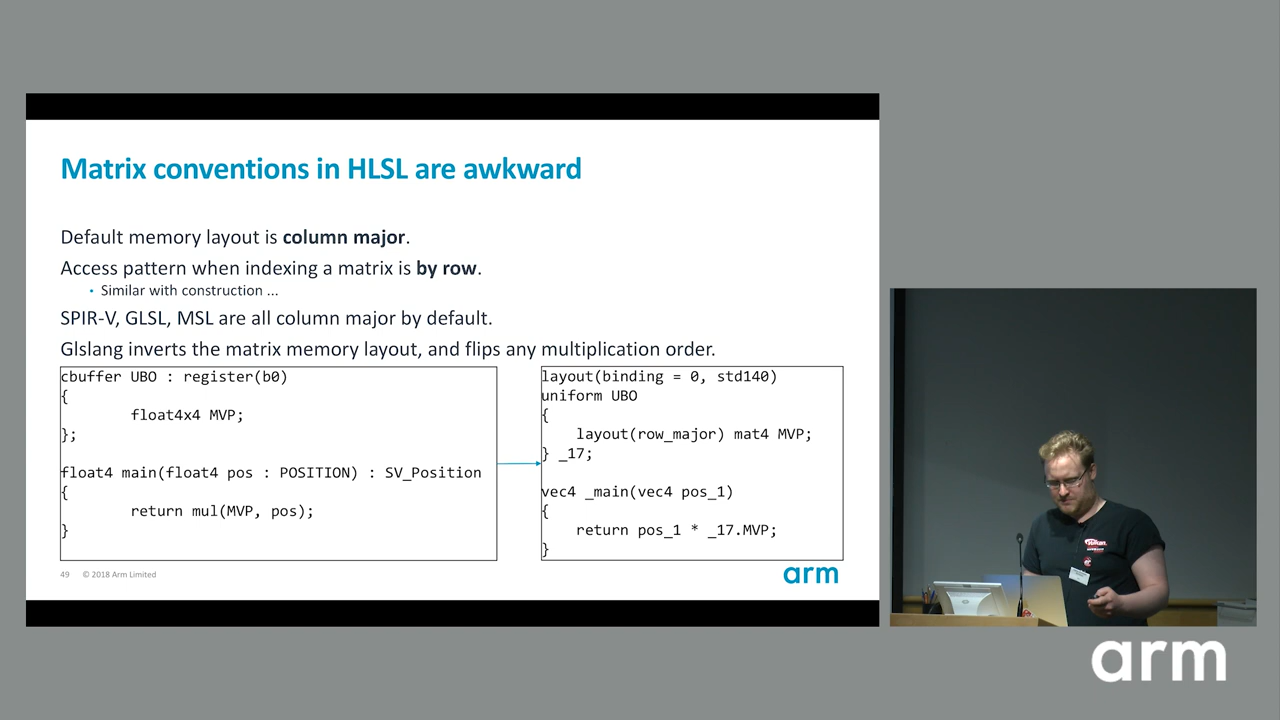 Matrix conventions in HLSL are awkward
Default memory layout is column major.
Access pattern when indexing a matrix is by row.
• Similar with construction ...
SPIR-V, GLSL, MSL are all column major by default.
Glslang inverts the matrix memory layout, and flips any multiplication order.
cbuffer UBO : register(b0)
{
float4x4 MVP;
};
float4 main(float4 pos : POSITION) : SV_Position
{
return mul(MVP, pos);
}
layout(binding = 0, std140)
uniform UBO
{
layout(row_major) mat4 MVP;
} _17;
vec4 _main(vec4 pos_1)
{
return pos_1 * _17.MVP;
}
49 © 2018 Arm Limited
arm
arm